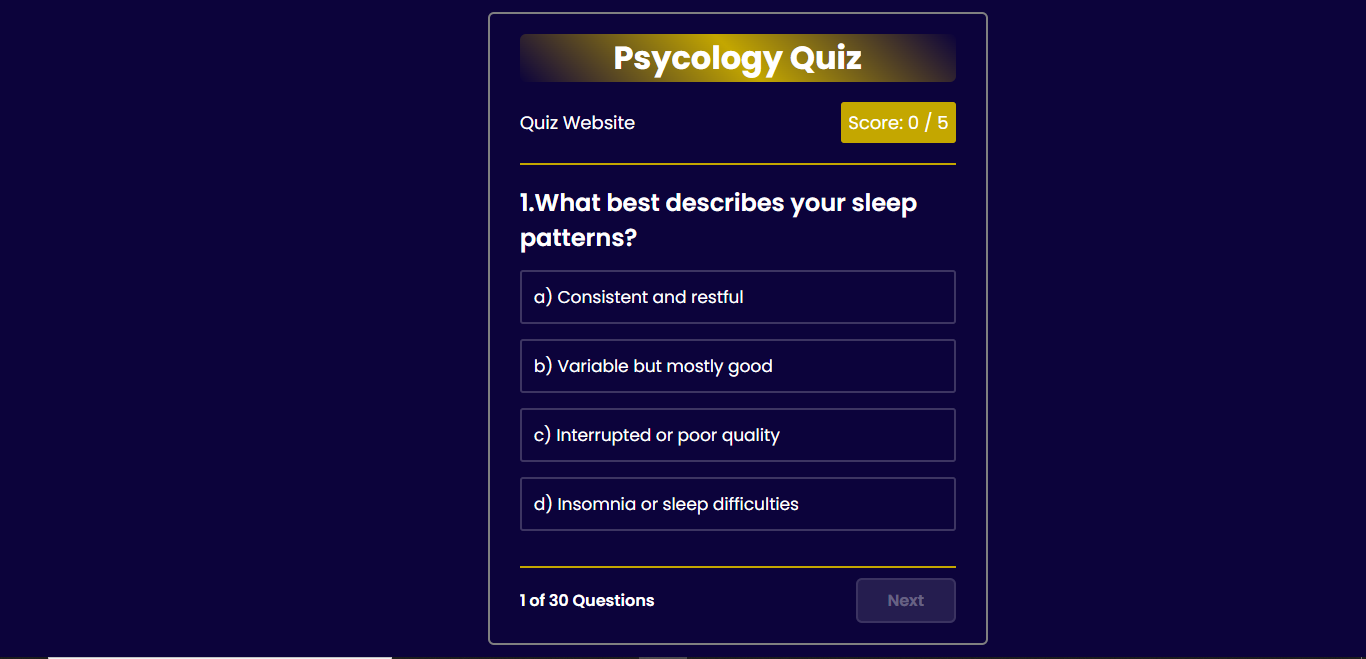 Psycology Quiz
Quiz Website
Score: 0 / 5
1.What best describes your sleep
patterns?
a) Consistent and restful
b) Variable but mostly good
c) Interrupted or poor quality
d) Insomnia or sleep difficulties
1 of 30 Questions
Next